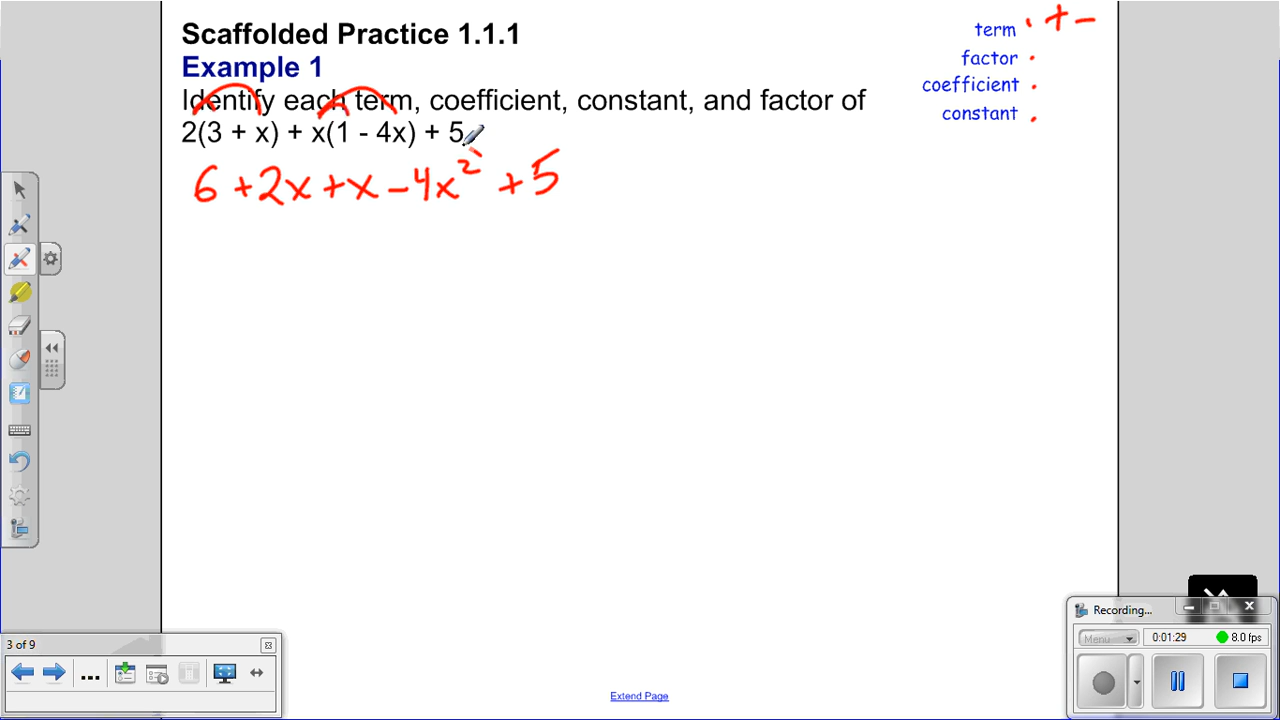 Scaffolded Practice 1.1.1
Example 1
Identify each term, coefficient, constant, and factor of
2(3 + x) + x(1 - 4x) + 5
6 + 2x + x - 4x² + 5
term + -
factor
coefficient
constant
3 of 9
Extend Page
Recording...
Menu
0:01:29
8.0 fps